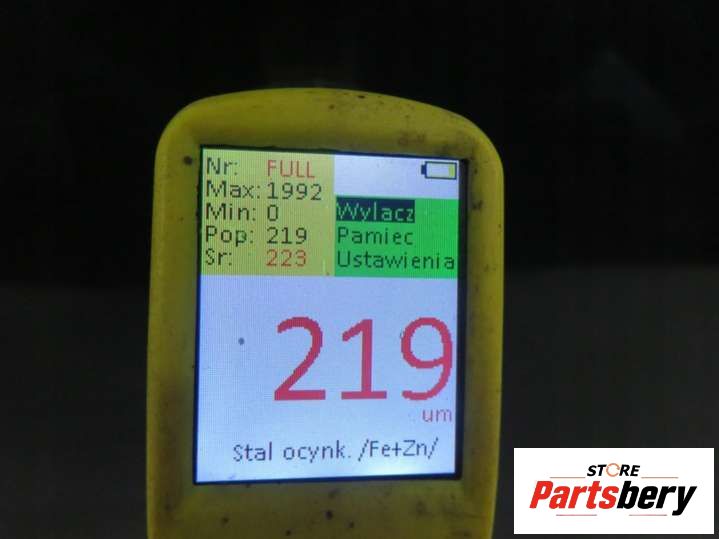 Nr: FULL
Max: 1992
Min: 0
Pop: 219
Sr: 223
Wylacz
Pamiec
Ustawienia
219
um
Stal ocynk. /Fe+Zn/
STORE
Partsbery